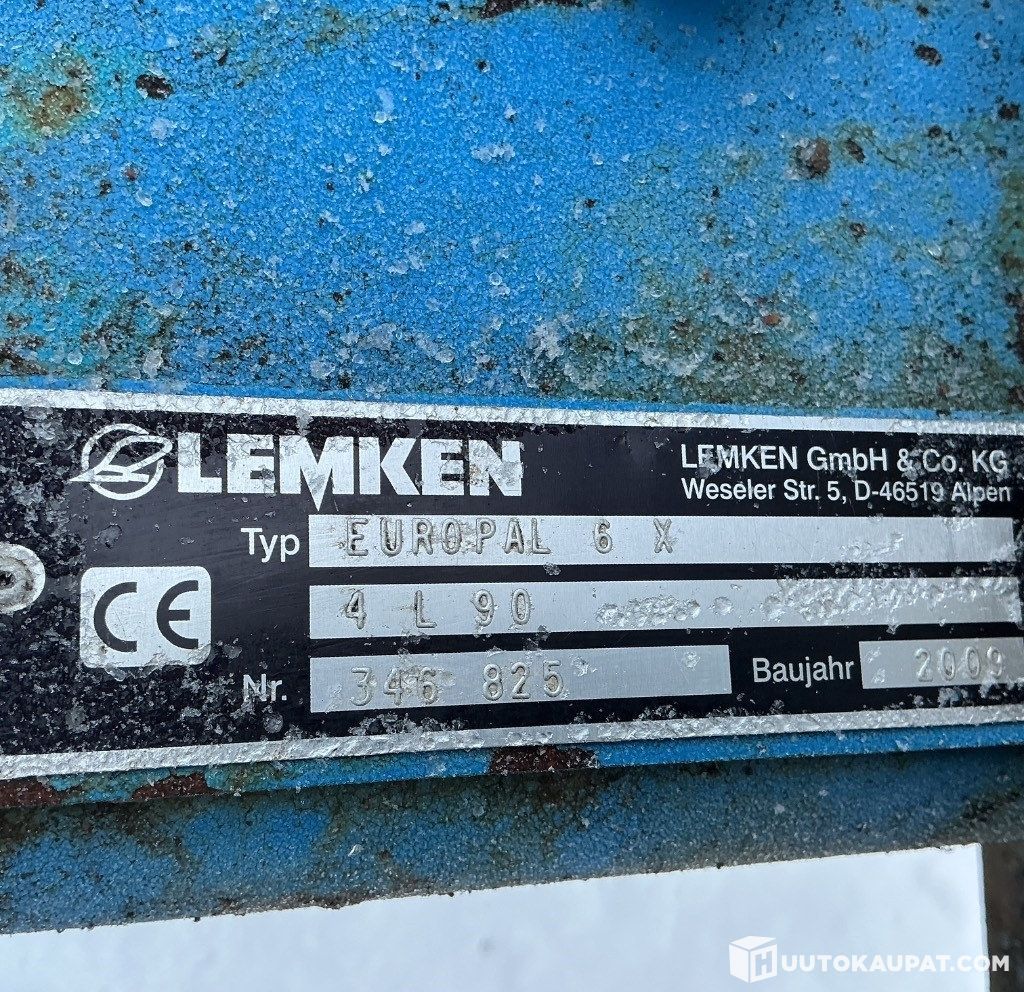 LEMKEN
LEMKEN GmbH & Co. KG
Weseler Str. 5, D-46519 Alpen
Typ EUROPAL 6 X
4 L 90
CE
Nr. 346 825 Baujahr 2009
HUUTOKAUPAT.COM